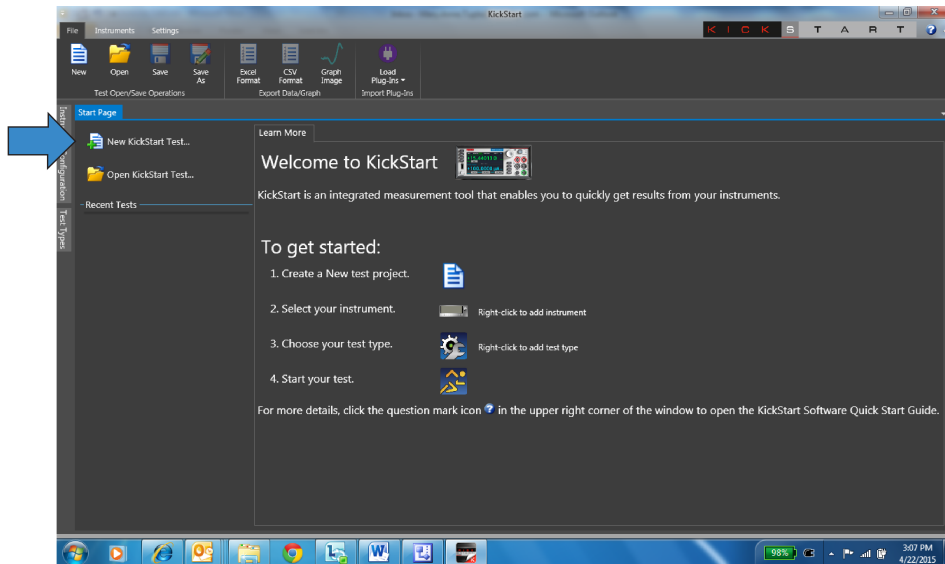 KickStart
File Instruments Settings
K I C K S T A R T
New Open Save Save As Excel Format CSV Format Graph Image Load Plug-Ins
Test Open/Save Operations Export Data/Graph Import Plug-Ins
Start Page
New KickStart Test...
Open KickStart Test...
Recent Tests
Configuration
Test Types
Learn More
Welcome to KickStart
KickStart is an integrated measurement tool that enables you to quickly get results from your instruments.
To get started:
1. Create a New test project.
2. Select your instrument. Right-click to add instrument
3. Choose your test type. Right-click to add test type
4. Start your test.
For more details, click the question mark icon ? in the upper right corner of the window to open the KickStart Software Quick Start Guide.
98%
3:07 PM
4/22/2015